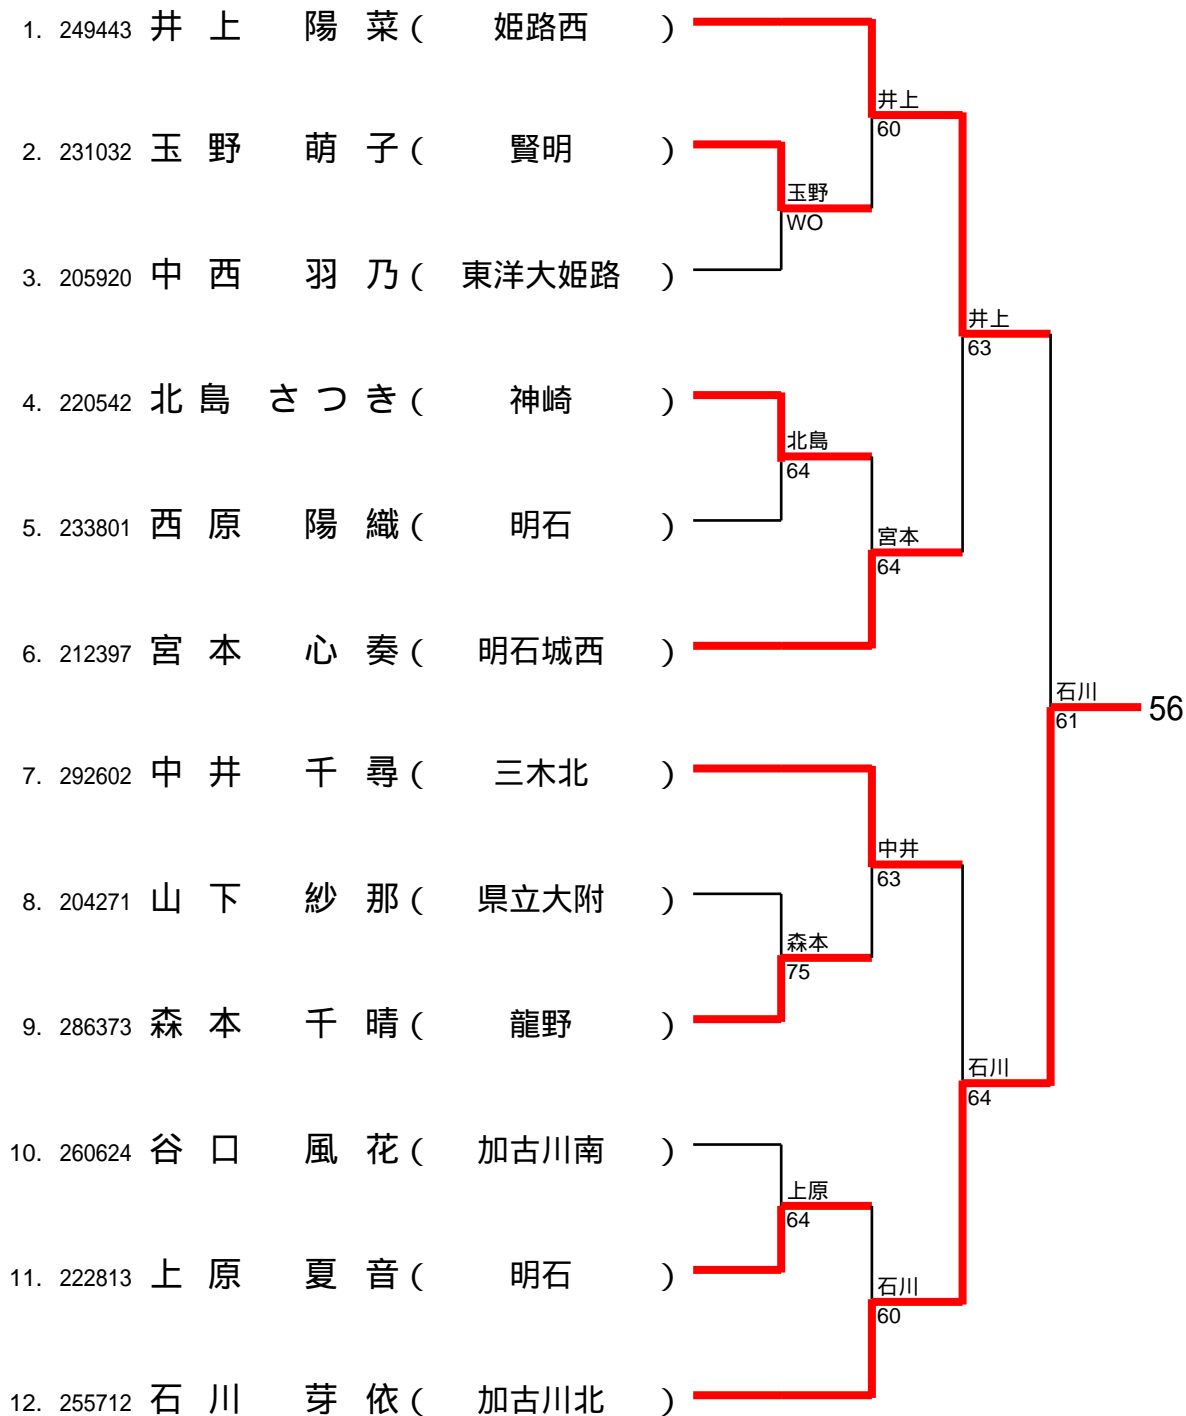 1. 249443 井上 陽菜 ( 姫路西 )
井上
60
2. 231032 玉野 萌子 ( 賢明 )
玉野
WO
3. 205920 中西 羽乃 ( 東洋大姫路 )
井上
63
4. 220542 北島 さつき ( 神崎 )
北島
64
5. 233801 西原 陽織 ( 明石 )
宮本
64
6. 212397 宮本 心奏 ( 明石城西 )
石川
61
56
7. 292602 中井 千尋 ( 三木北 )
中井
63
8. 204271 山下 紗那 ( 県立大附 )
森本
75
9. 286373 森本 千晴 ( 龍野 )
石川
64
10. 260624 谷口 風花 ( 加古川南 )
上原
64
11. 222813 上原 夏音 ( 明石 )
石川
60
12. 255712 石川 芽依 ( 加古川北 )